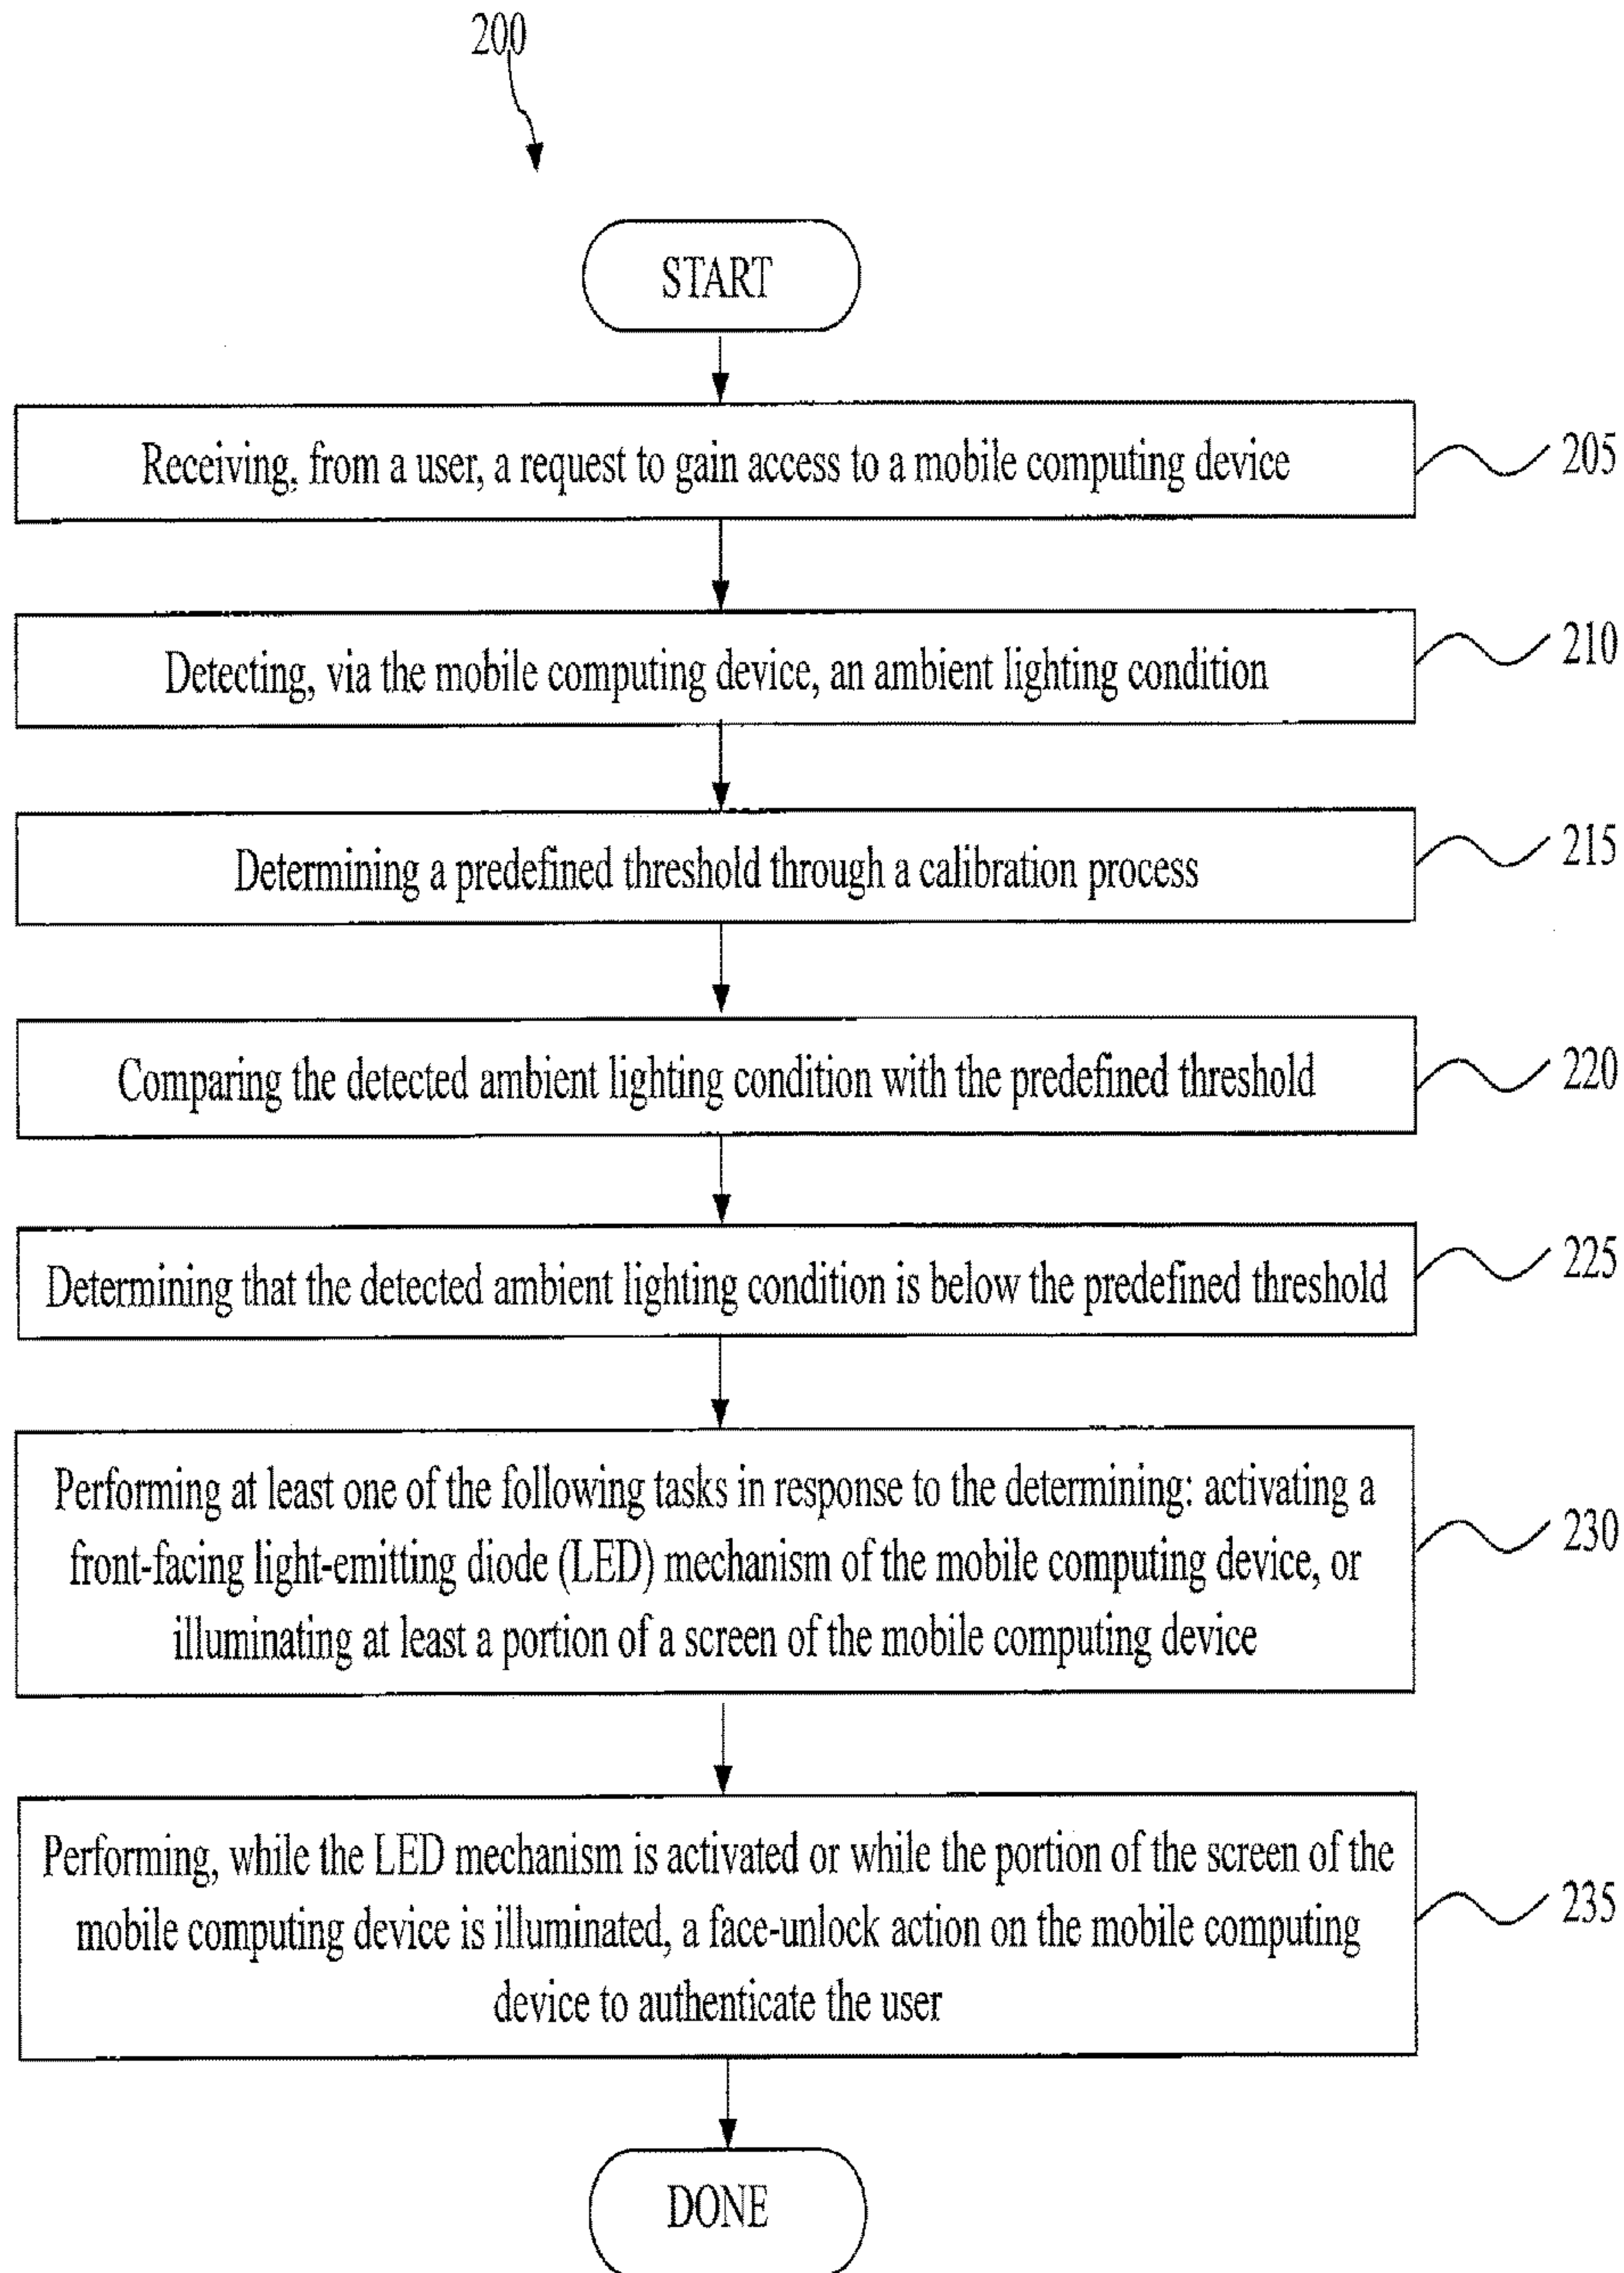 200
START
Receiving, from a user, a request to gain access to a mobile computing device
205
Detecting, via the mobile computing device, an ambient lighting condition
210
Determining a predefined threshold through a calibration process
215
Comparing the detected ambient lighting condition with the predefined threshold
220
Determining that the detected ambient lighting condition is below the predefined threshold
225
Performing at least one of the following tasks in response to the determining: activating a
front-facing light-emitting diode (LED) mechanism of the mobile computing device, or
illuminating at least a portion of a screen of the mobile computing device
230
Performing, while the LED mechanism is activated or while the portion of the screen of the
mobile computing device is illuminated, a face-unlock action on the mobile computing
device to authenticate the user
235
DONE